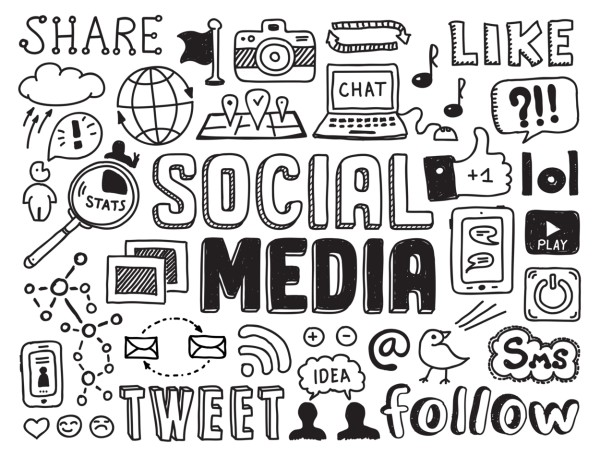 SHARE
LIKE
CHAT
?!!
!
SOCIAL
+1
lol
STATS
MEDIA
PLAY
@
IDEA
SMS
TWEET
follow